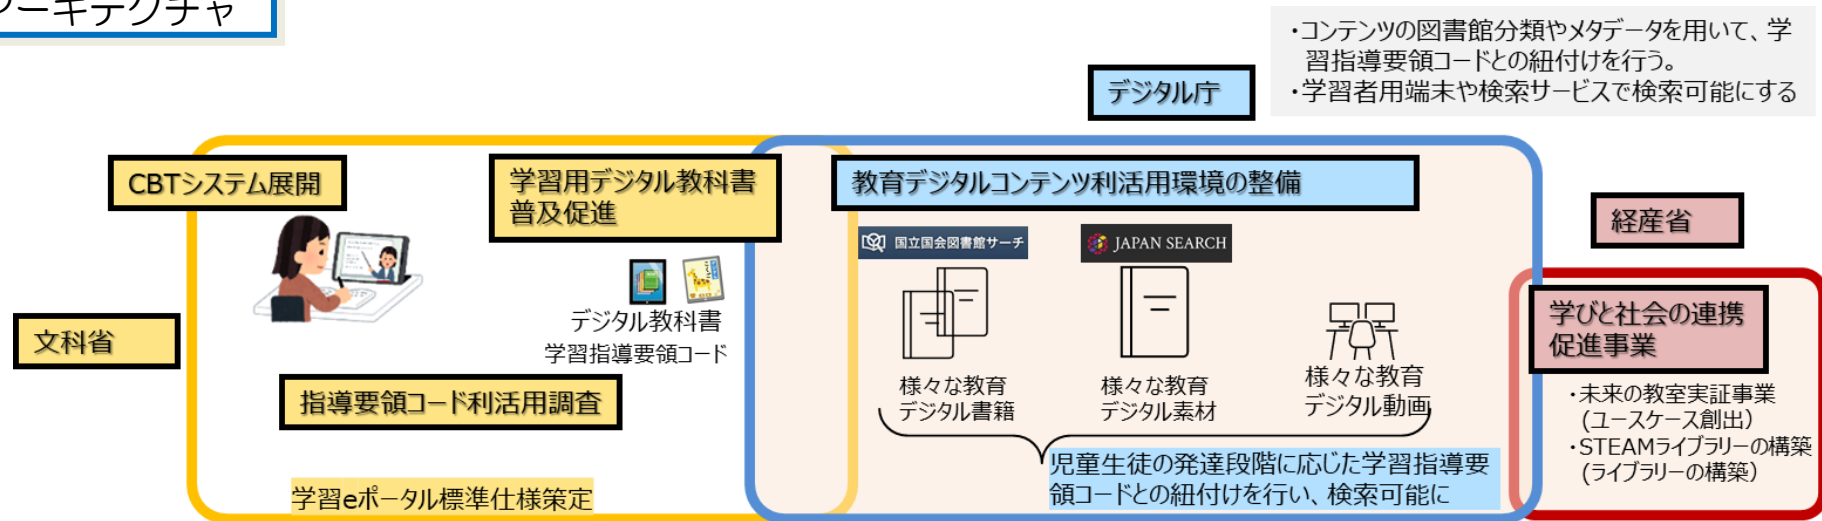 アーキテクチャ
・コンテンツの図書館分類やメタデータを用いて、学
習指導要領コードとの紐付けを行う。
・学習者用端末や検索サービスで検索可能にする
デジタル庁
CBTシステム展開
学習用デジタル教科書
普及促進
教育デジタルコンテンツ利活用環境の整備
経産省
国立国会図書館サーチ
JAPAN SEARCH
文科省
デジタル教科書
学習指導要領コード
学びと社会の連携
促進事業
指導要領コード利活用調査
様々な教育
デジタル書籍
様々な教育
デジタル素材
様々な教育
デジタル動画
・未来の教室実証事業
(ユースケース創出)
・STEAMライブラリーの構築
(ライブラリーの構築)
児童生徒の発達段階に応じた学習指導要
領コードとの紐付けを行い、検索可能に
学習eポータル標準仕様策定